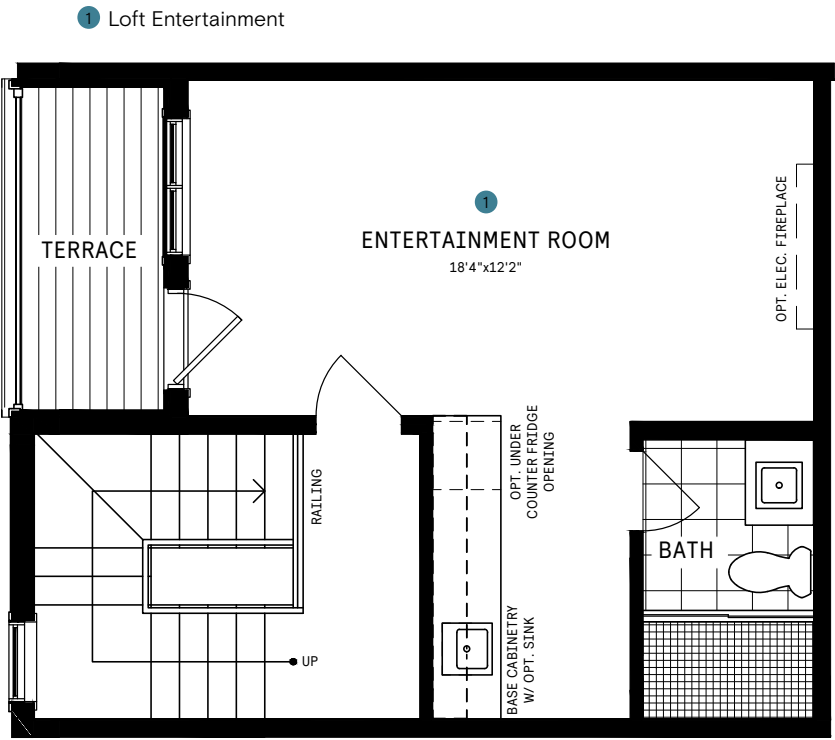 1 Loft Entertainment
1
TERRACE
ENTERTAINMENT ROOM
18'4"x12'2"
OPT. ELEC. FIREPLACE
RAILING
OPT. UNDER
COUNTER FRIDGE
OPENING
BATH
BASE CABINETRY
W/ OPT. SINK
UP